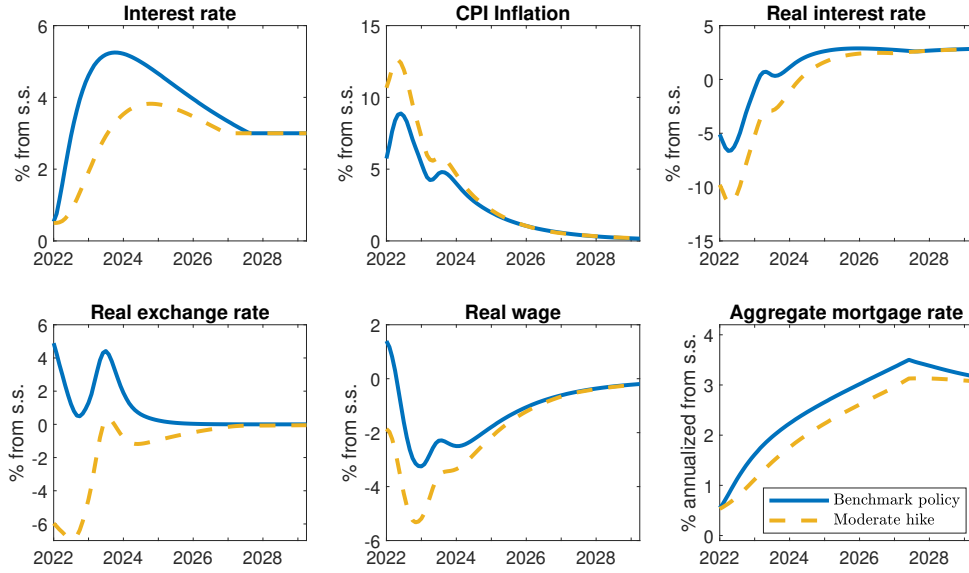 Interest rate
% from s.s.
6
4
2
0
2022 2024 2026 2028
CPI Inflation
% from s.s.
15
10
5
0
2022 2024 2026 2028
Real interest rate
% from s.s.
5
0
-5
-10
-15
2022 2024 2026 2028
Real exchange rate
% from s.s.
6
4
2
0
-2
-4
-6
2022 2024 2026 2028
Real wage
% from s.s.
2
0
-2
-4
-6
2022 2024 2026 2028
Aggregate mortgage rate
% annualized from s.s.
4
3
2
1
0
2022 2024 2026 2028
Benchmark policy
Moderate hike